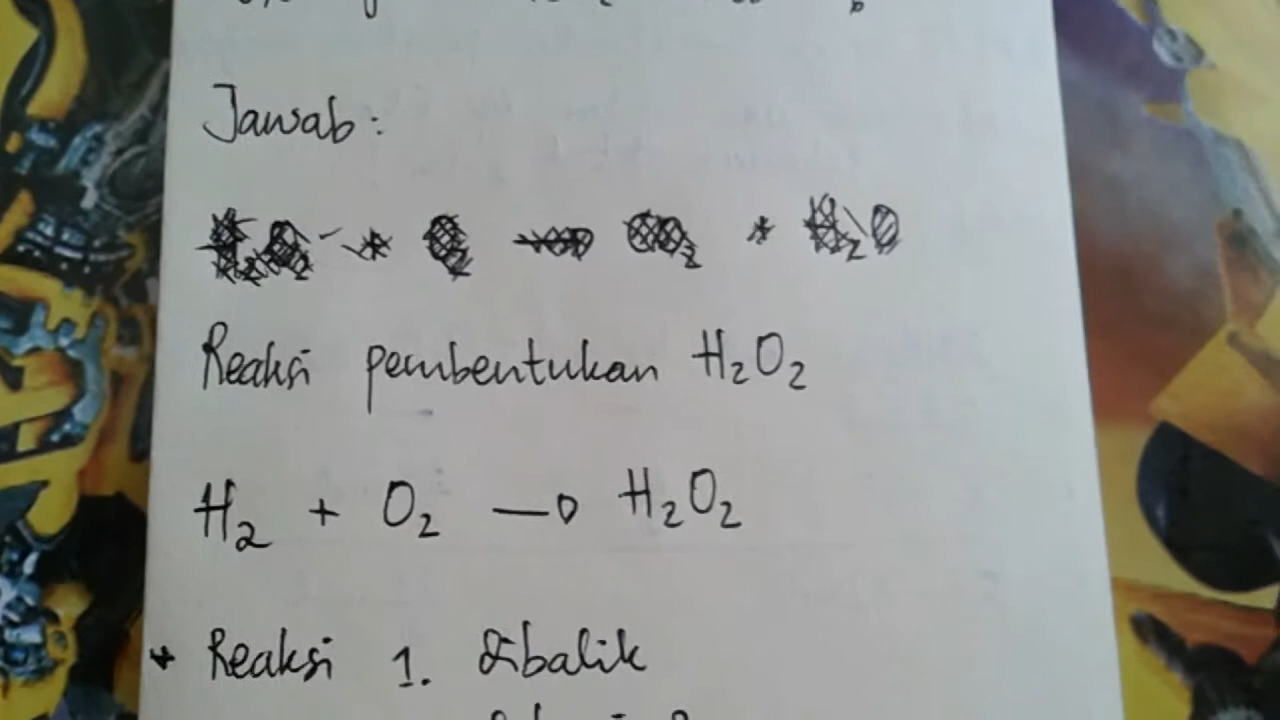 Jawab:
Reaksi pembentukan H₂O₂
H₂ + O₂ → H₂O₂
* Reaksi 1. dibalik